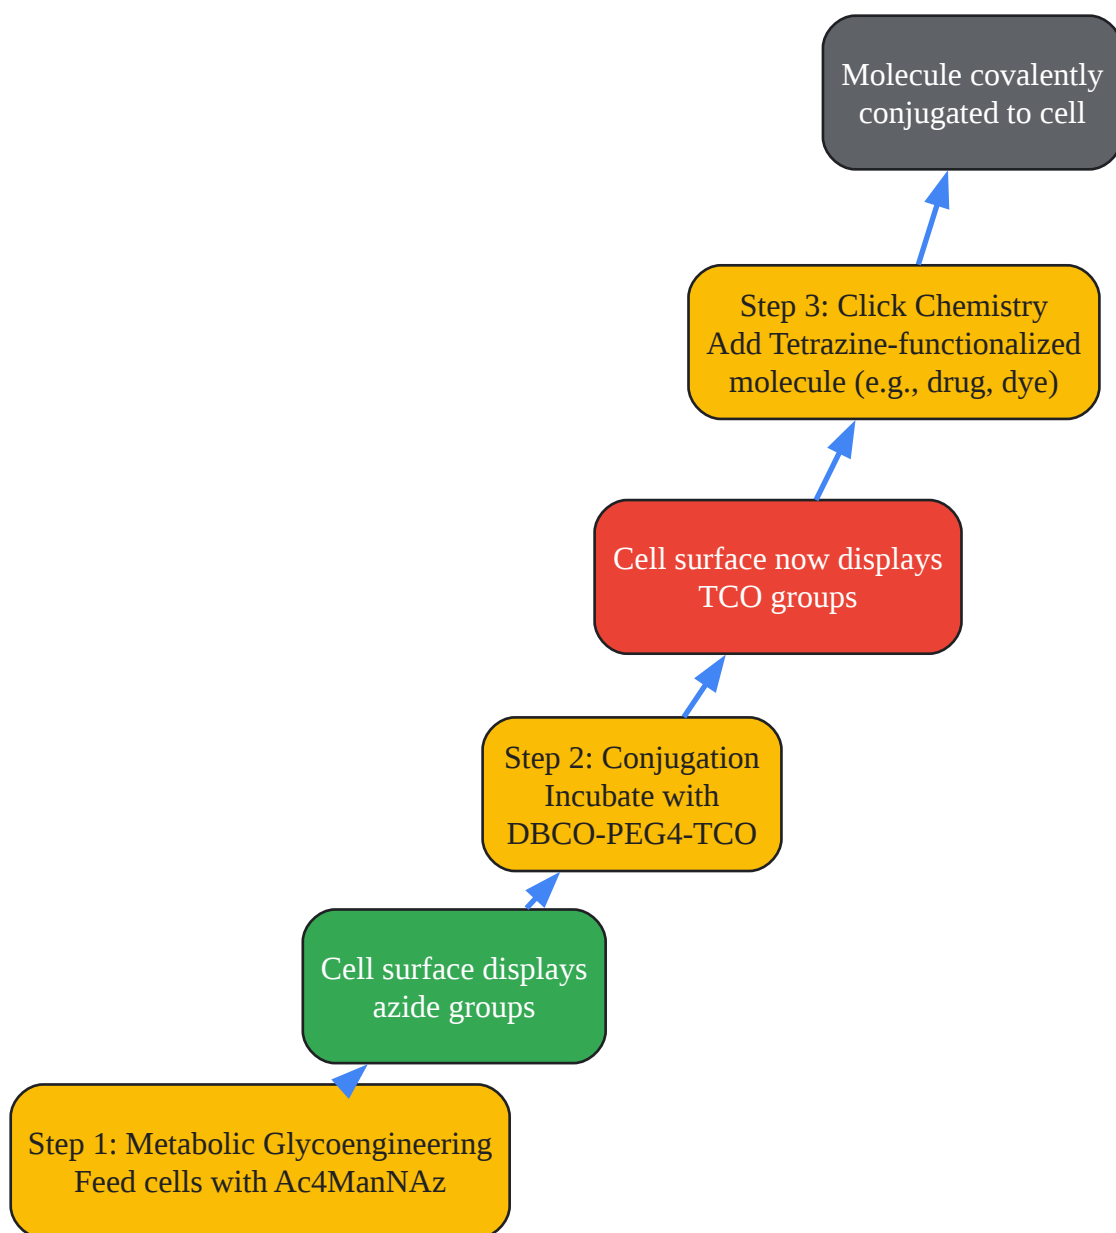 Molecule covalently
conjugated to cell
Step 3: Click Chemistry
Add Tetrazine-functionalized
molecule (e.g., drug, dye)
Cell surface now displays
TCO groups
Step 2: Conjugation
Incubate with
DBCO-PEG4-TCO
Cell surface displays
azide groups
Step 1: Metabolic Glycoengineering
Feed cells with Ac4ManNAz